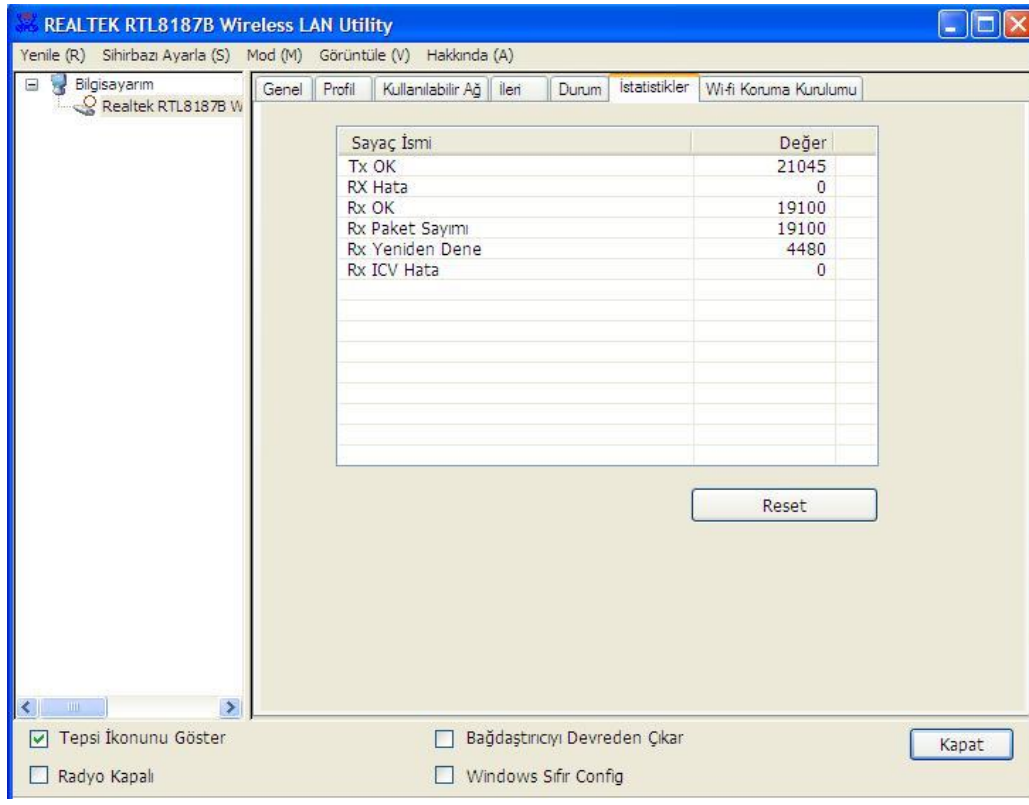 REALTEK RTL8187B Wireless LAN Utility
Yenile (R) Sihirbazı Ayarla (S) Mod (M) Görüntüle (V) Hakkında (A)
Bilgisayarım
Realtek RTL8187B W
Genel Profil Kullanılabilir Ağ İleri Durum İstatistikler Wi-fi Koruma Kurulumu
Sayaç İsmi Değer
Tx OK 21045
RX Hata 0
Rx OK 19100
Rx Paket Sayımı 19100
Rx Yeniden Dene 4480
Rx ICV Hata 0
Reset
Tepsi İkonunu Göster Bağdaştırıcıyı Devreden Çıkar Kapat
Radyo Kapalı Windows Sıfır Config